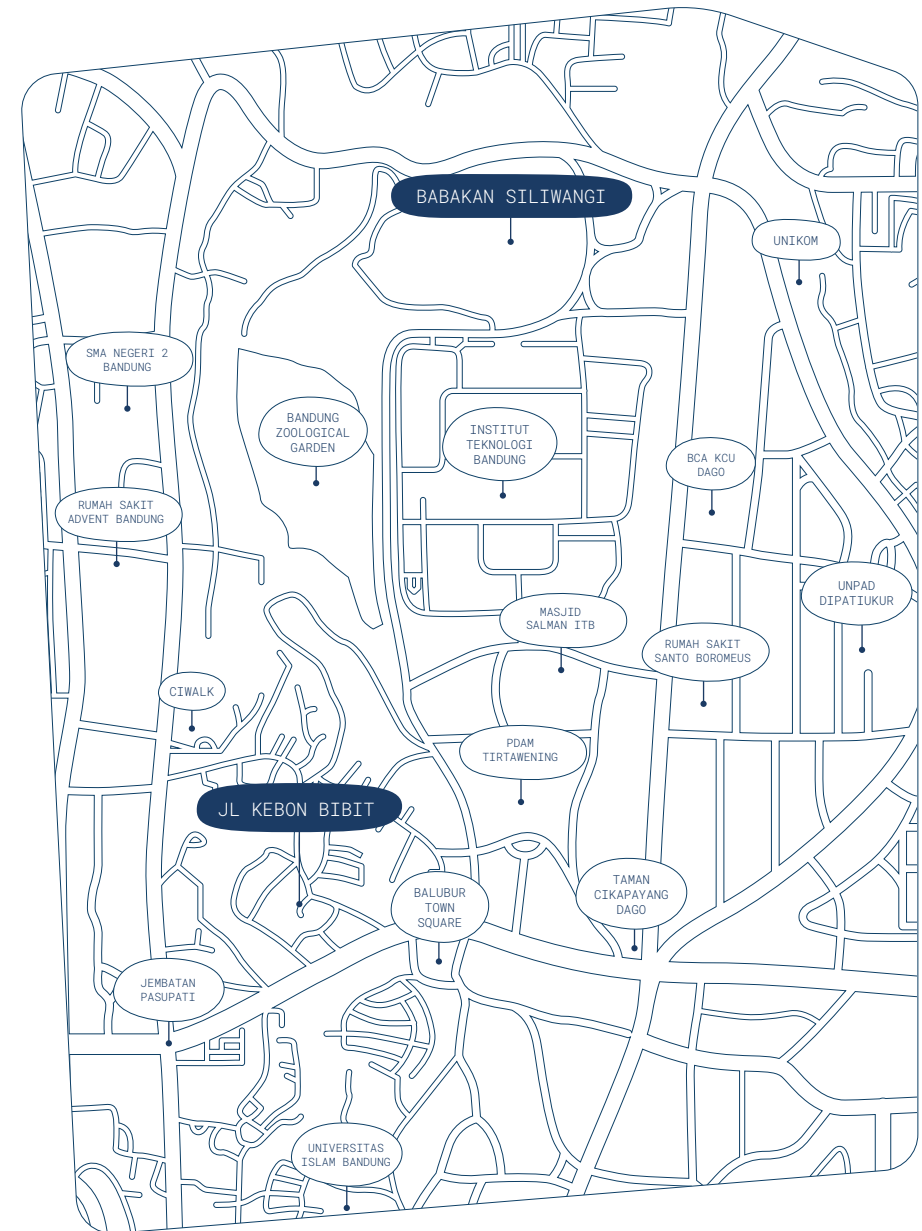 BABAKAN SILIWANGI
UNIKOM
SMA NEGERI 2
BANDUNG
BANDUNG
ZOOLOGICAL
GARDEN
INSTITUT
TEKNOLOGI
BANDUNG
BCA KCU
DAGO
RUMAH SAKIT
ADVENT BANDUNG
UNPAD
DIPATIUKUR
MASJID
SALMAN ITB
RUMAH SAKIT
SANTO BOROMEUS
CIWALK
PDAM
TIRTAWENING
JL KEBON BIBIT
BALUBUR
TOWN
SQUARE
TAMAN
CIKAPAYANG
DAGO
JEMBATAN
PASUPATI
UNIVERSITAS
ISLAM BANDUNG